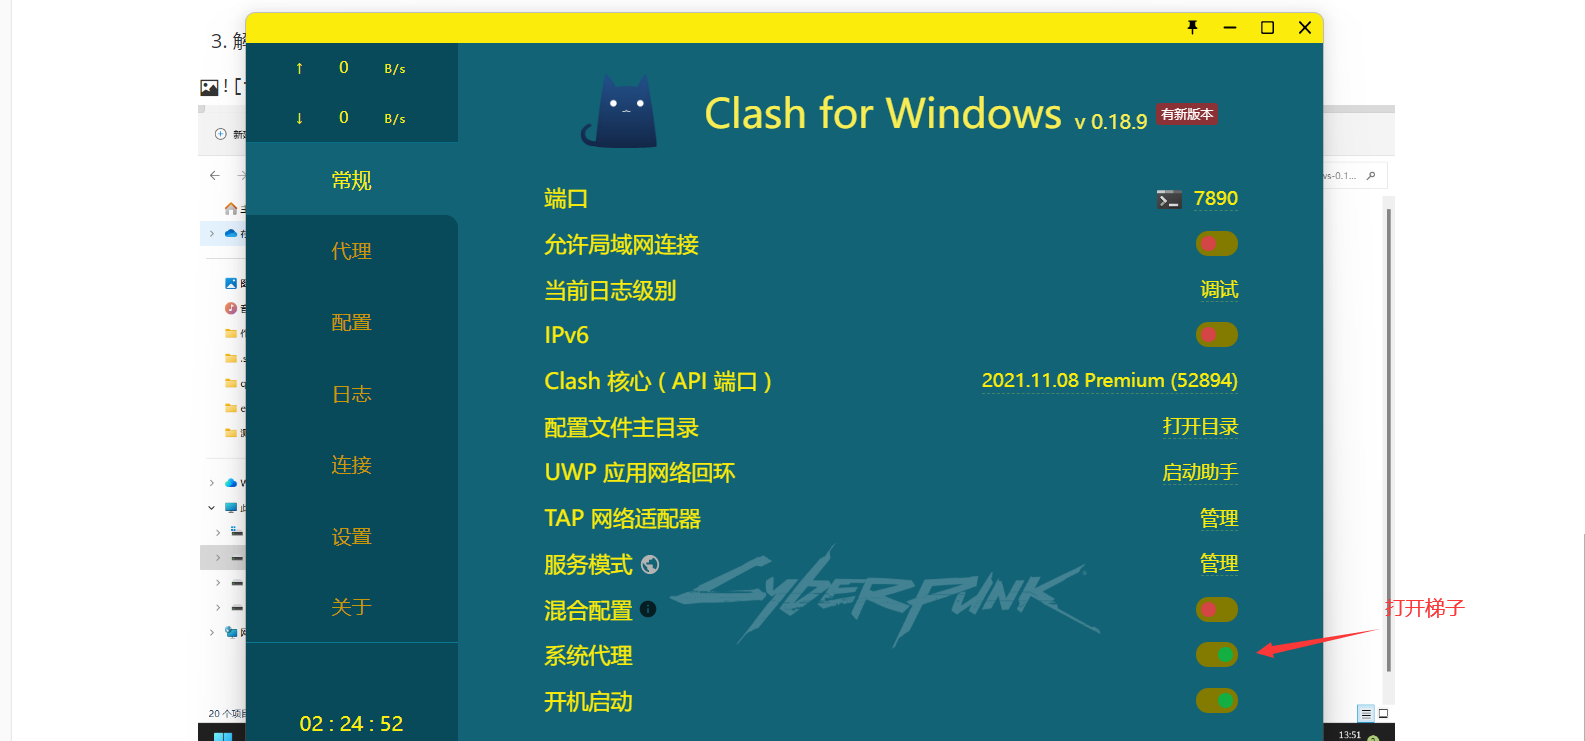 3. 解
![
↑ 0 B/s
↓ 0 B/s
Clash for Windows v 0.18.9 有新版本
常规
代理
配置
日志
连接
设置
关于
02 : 24 : 52
端口 7890
允许局域网连接
当前日志级别 调试
IPv6
Clash 核心 ( API 端口 ) 2021.11.08 Premium (52894)
配置文件主目录 打开目录
UWP 应用网络回环 启动助手
TAP 网络适配器 管理
服务模式 管理
混合配置
CYBERPUNK
系统代理
开机启动
打开梯子
vs-0.1...
20 个项目
13:51